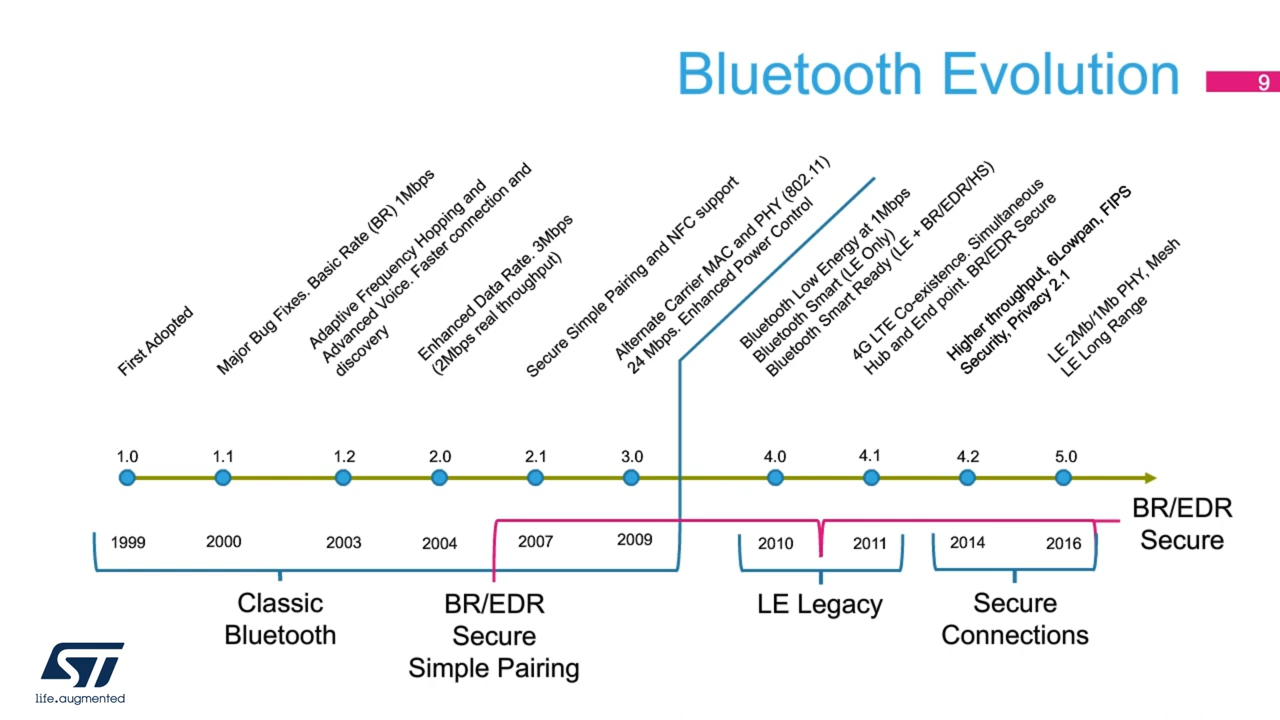 Bluetooth Evolution
9
First Adopted
Major Bug Fixes. Basic Rate (BR) 1Mbps
Adaptive Frequency Hopping and
Advanced Voice. Faster connection and
discovery
Enhanced Data Rate. 3Mbps
(2Mbps real throughput)
Secure Simple Pairing and NFC support
Alternate Carrier MAC and PHY (802.11)
24 Mbps. Enhanced Power Control
Bluetooth Low Energy at 1Mbps
Bluetooth Smart (LE Only)
Bluetooth Smart Ready (LE + BR/EDR/HS)
4G LTE Co-existence. Simultaneous
Hub and End point. BR/EDR Secure
Higher throughput, 6Lowpan, FIPS
Security, Privacy 2.1
LE 2Mb/1Mb PHY, Mesh
LE Long Range
1.0 1.1 1.2 2.0 2.1 3.0 4.0 4.1 4.2 5.0
1999 2000 2003 2004 2007 2009 2010 2011 2014 2016
BR/EDR
Secure
Classic
Bluetooth
BR/EDR
Secure
Simple Pairing
LE Legacy
Secure
Connections
ST
life.augmented